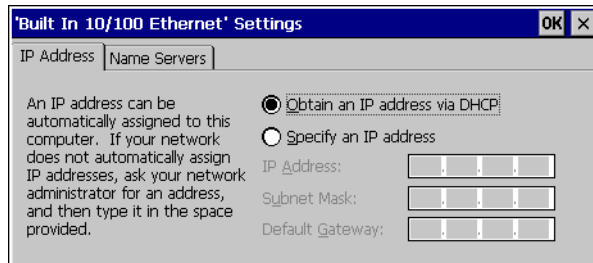 'Built In 10/100 Ethernet' Settings
OK ×
IP Address
Name Servers
An IP address can be
automatically assigned to this
computer. If your network
does not automatically assign
IP addresses, ask your network
administrator for an address,
and then type it in the space
provided.
Obtain an IP address via DHCP
Specify an IP address
IP Address:
Subnet Mask:
Default Gateway: